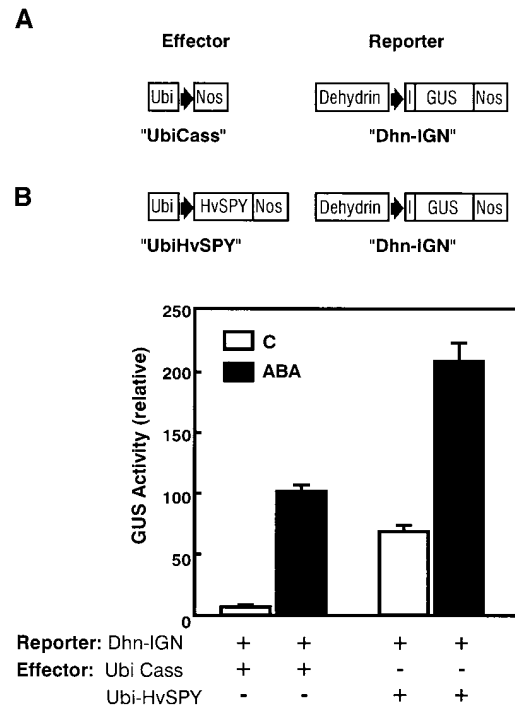 A
Effector Reporter
Ubi Nos Dehydrin I GUS Nos
"UbiCass" "Dhn-IGN"
B
Ubi HvSPY Nos Dehydrin I GUS Nos
"UbiHvSPY" "Dhn-IGN"
250
200
150
100
50
0
GUS Activity (relative)
C
ABA
Reporter: Dhn-IGN + + + +
Effector: Ubi Cass + + - -
Ubi-HvSPY - - + +